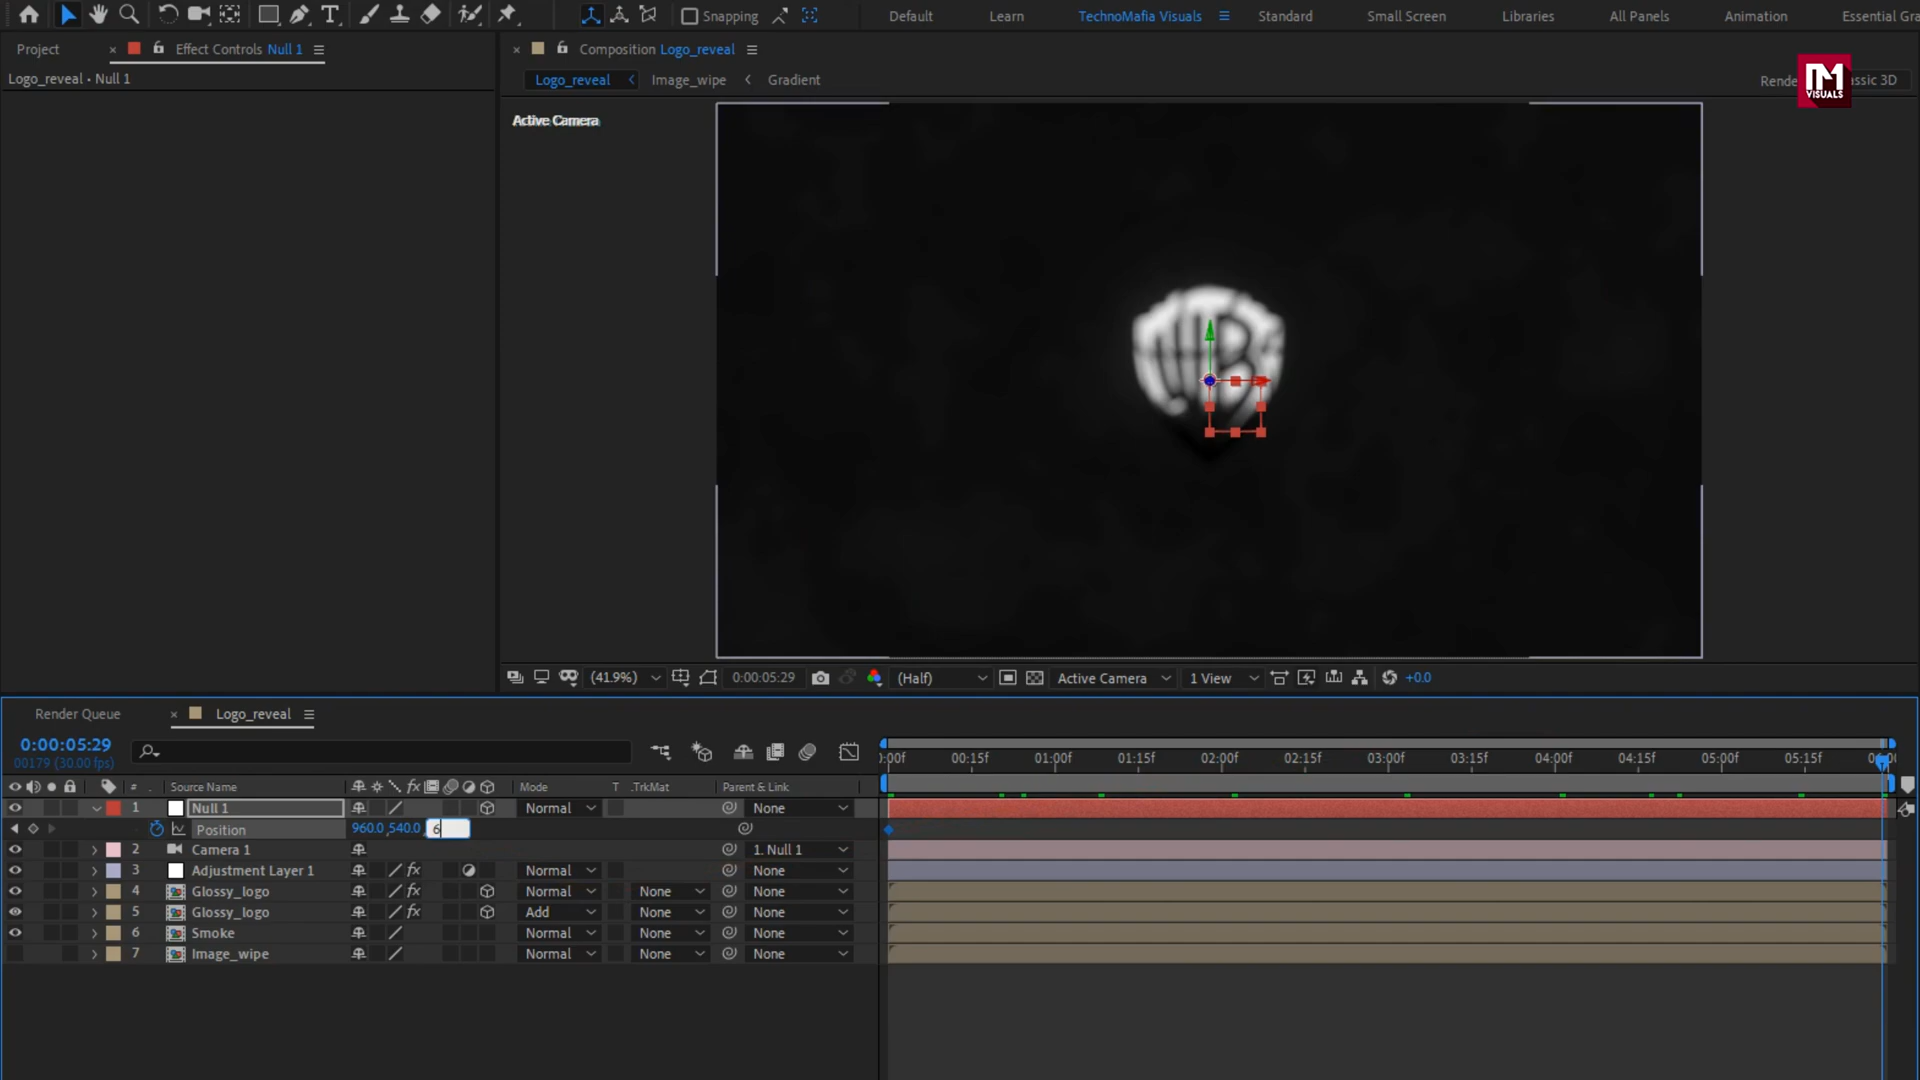 Snapping
Default
Learn
TechnoMafia Visuals
Standard
Small Screen
Libraries
All Panels
Animation
Essential Gra
Project
Effect Controls Null 1
Composition Logo_reveal
Logo_reveal • Null 1
Logo_reveal
Image_wipe
Gradient
Rende
assic 3D
VISUALS
Active Camera
(41.9%)
0:00:05:29
(Half)
Active Camera
1 View
+0.0
Render Queue
Logo_reveal
0:00:05:29
00179 (30.00 fps)
:00f 00:15f 01:00f 01:15f 02:00f 02:15f 03:00f 03:15f 04:00f 04:15f 05:00f 05:15f
# Source Name Mode T .TrkMat Parent & Link
1 Null 1 Normal None
Position 960.0,540.0, 6
2 Camera 1 1. Null 1
3 Adjustment Layer 1 fx Normal None
4 Glossy_logo fx Normal None None
5 Glossy_logo fx Add None None
6 Smoke Normal None None
7 Image_wipe Normal None None